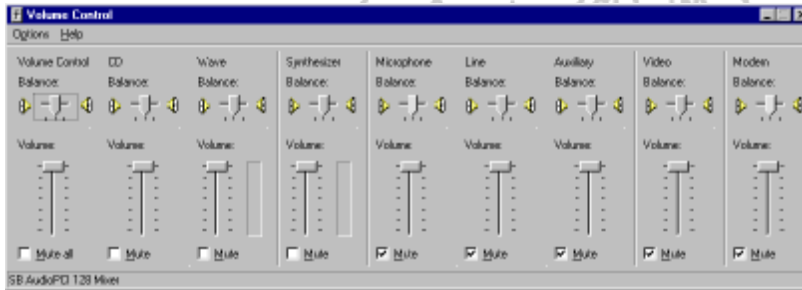 Volume Control
Options Help
Volume Control CD Wave Synthesizer Microphone Line Auxiliary Video Modem
Balance: Balance: Balance: Balance: Balance: Balance: Balance: Balance: Balance:
Volume: Volume: Volume: Volume: Volume: Volume: Volume: Volume: Volume:
Mute all Mute Mute Mute Mute Mute Mute Mute Mute
SB AudioPCI 128 Mixer